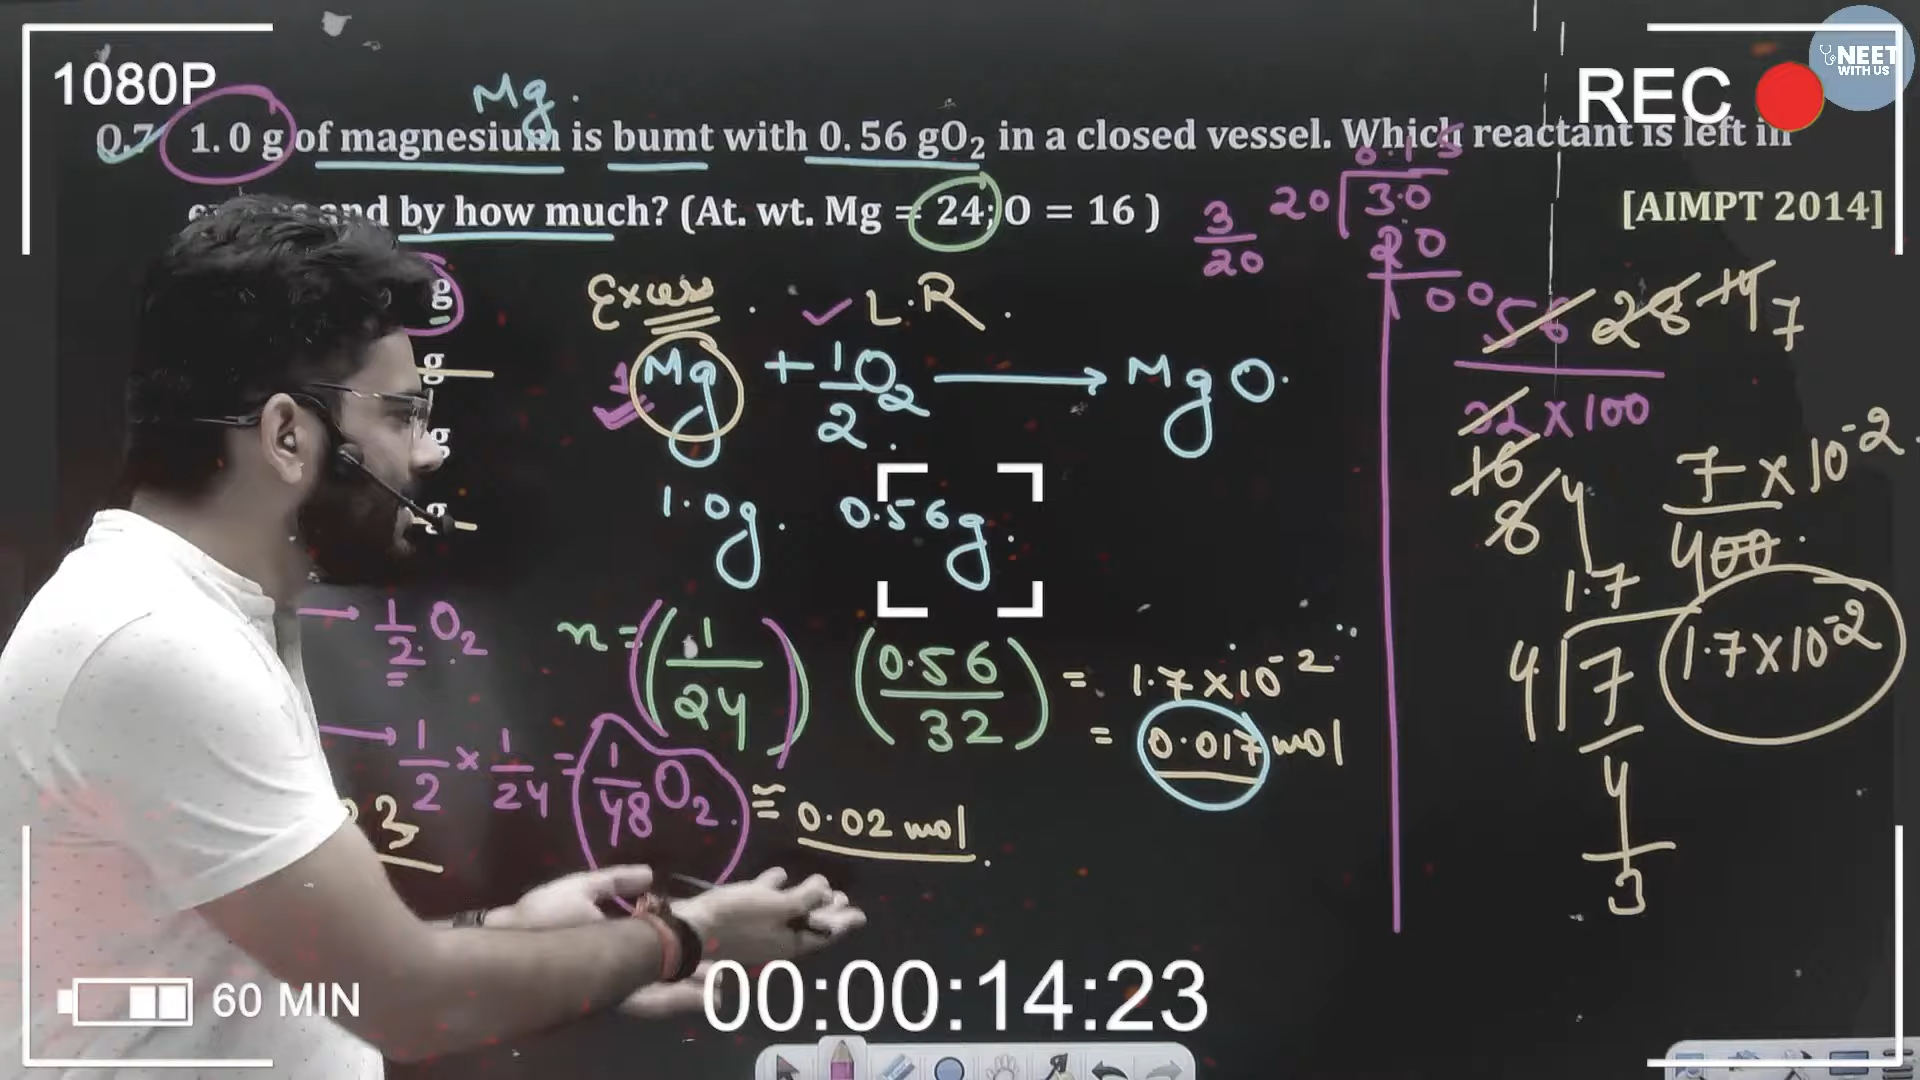 1080P
REC
NEET
WITH US
Mg
Q.7 1.0 g of magnesium is bumt with 0.56 gO₂ in a closed vessel. Which reactant is left in
and by how much? (At. wt. Mg = 24; O = 16 )
[AIMPT 2014]
3/20
0.15
20 3.0
20
00
g
g
g
g
Excess. L.R.
1 Mg + 1/2 O₂ → MgO.
1.0g. 0.56g.
56 28 14 7
32 × 100
16
8 4
7 × 10⁻²
400
→ 1/2 O₂
n = (1/24) (0.56/32) = 1.7×10⁻²
= 0.017 mol
→ 1/2 × 1/24 = 1/48 O₂ ≅ 0.02 mol.
3
1.7
4 7
4
3
1.7×10⁻²
60 MIN
00:00:14:23